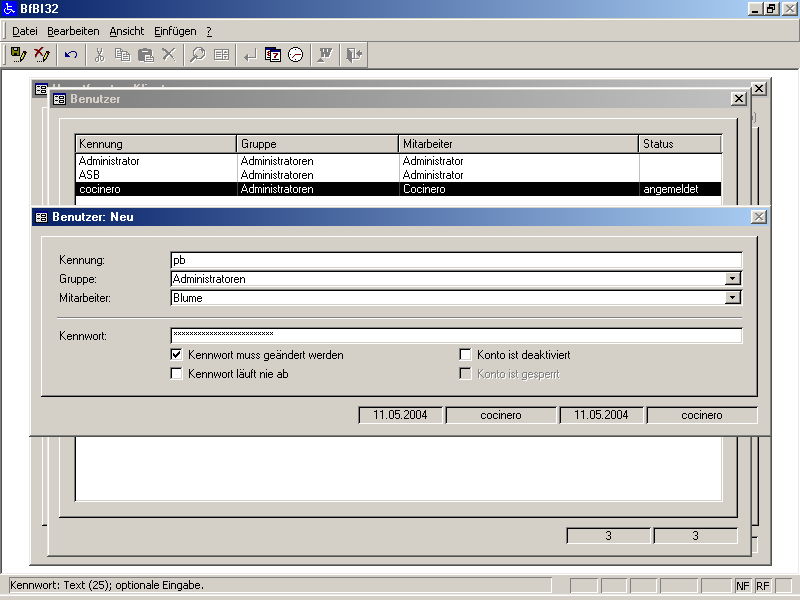 BfBI32
Datei Bearbeiten Ansicht Einfügen ?
Benutzer
Kennung Gruppe Mitarbeiter Status
Administrator Administratoren Administrator
ASB Administratoren Administrator
cocinero Administratoren Cocinero angemeldet
Benutzer: Neu
Kennung: pb
Gruppe: Administratoren
Mitarbeiter: Blume
Kennwort: *************************
Kennwort muss geändert werden Konto ist deaktiviert
Kennwort läuft nie ab Konto ist gesperrt
11.05.2004 cocinero 11.05.2004 cocinero
3 3
Kennwort: Text (25); optionale Eingabe. NF RF